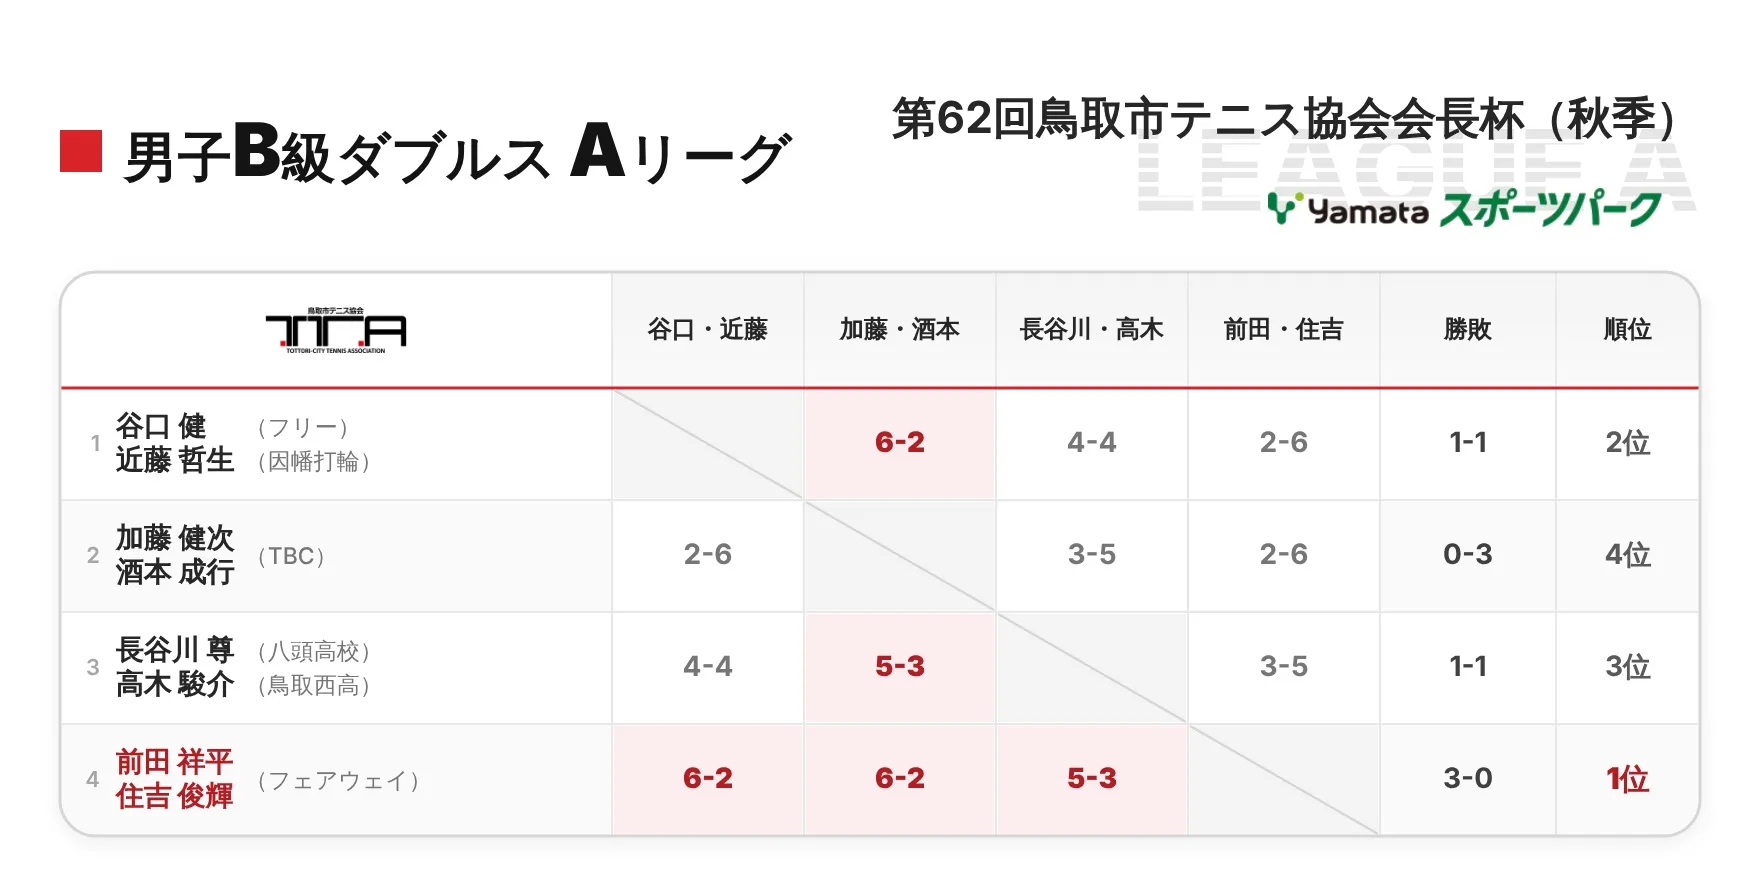 第62回鳥取市テニス協会会長杯（秋季）
男子B級ダブルス Aリーグ
LEAGUE A
Yamata スポーツパーク
鳥取市テニス協会
TTA
TOTTORI-CITY TENNIS ASSOCIATION
谷口・近藤 加藤・酒本 長谷川・高木 前田・住吉 勝敗 順位
1 谷口 健 （フリー） 6-2 4-4 2-6 1-1 2位
近藤 哲生 （因幡打輪）
2 加藤 健次 （TBC） 2-6 3-5 2-6 0-3 4位
酒本 成行
3 長谷川 尊 （八頭高校） 4-4 5-3 3-5 1-1 3位
高木 駿介 （鳥取西高）
4 前田 祥平 （フェアウェイ） 6-2 6-2 5-3 3-0 1位
住吉 俊輝